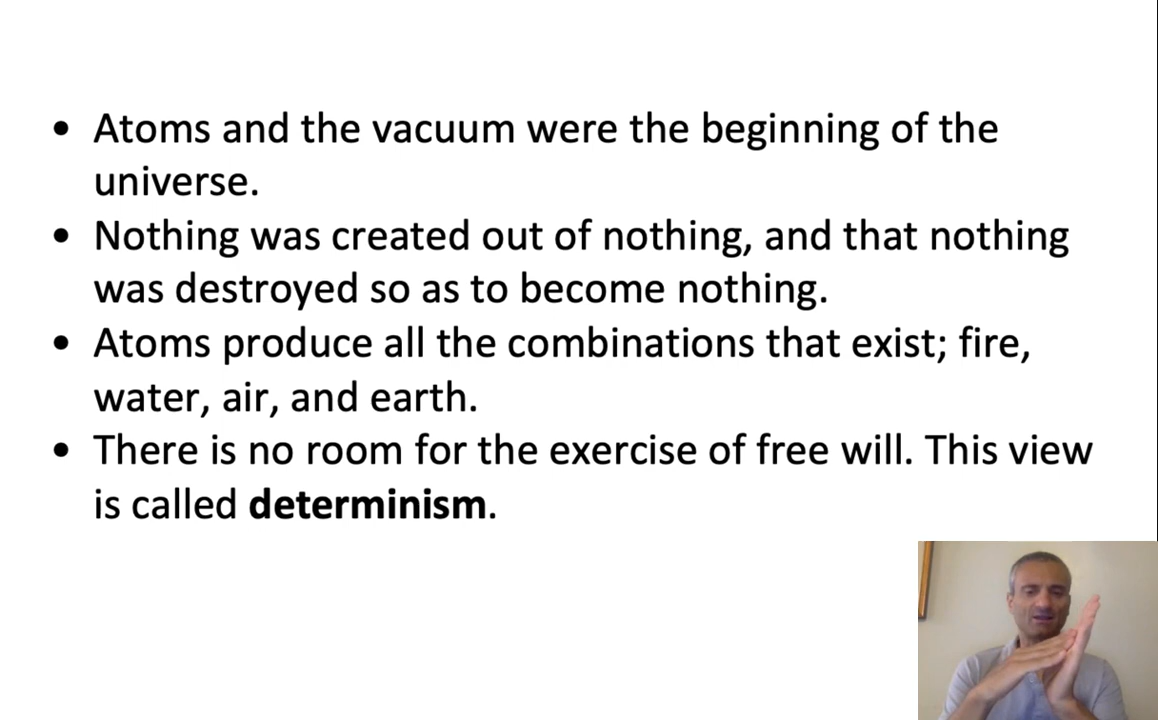 • Atoms and the vacuum were the beginning of the
universe.
• Nothing was created out of nothing, and that nothing
was destroyed so as to become nothing.
• Atoms produce all the combinations that exist; fire,
water, air, and earth.
• There is no room for the exercise of free will. This view
is called determinism.